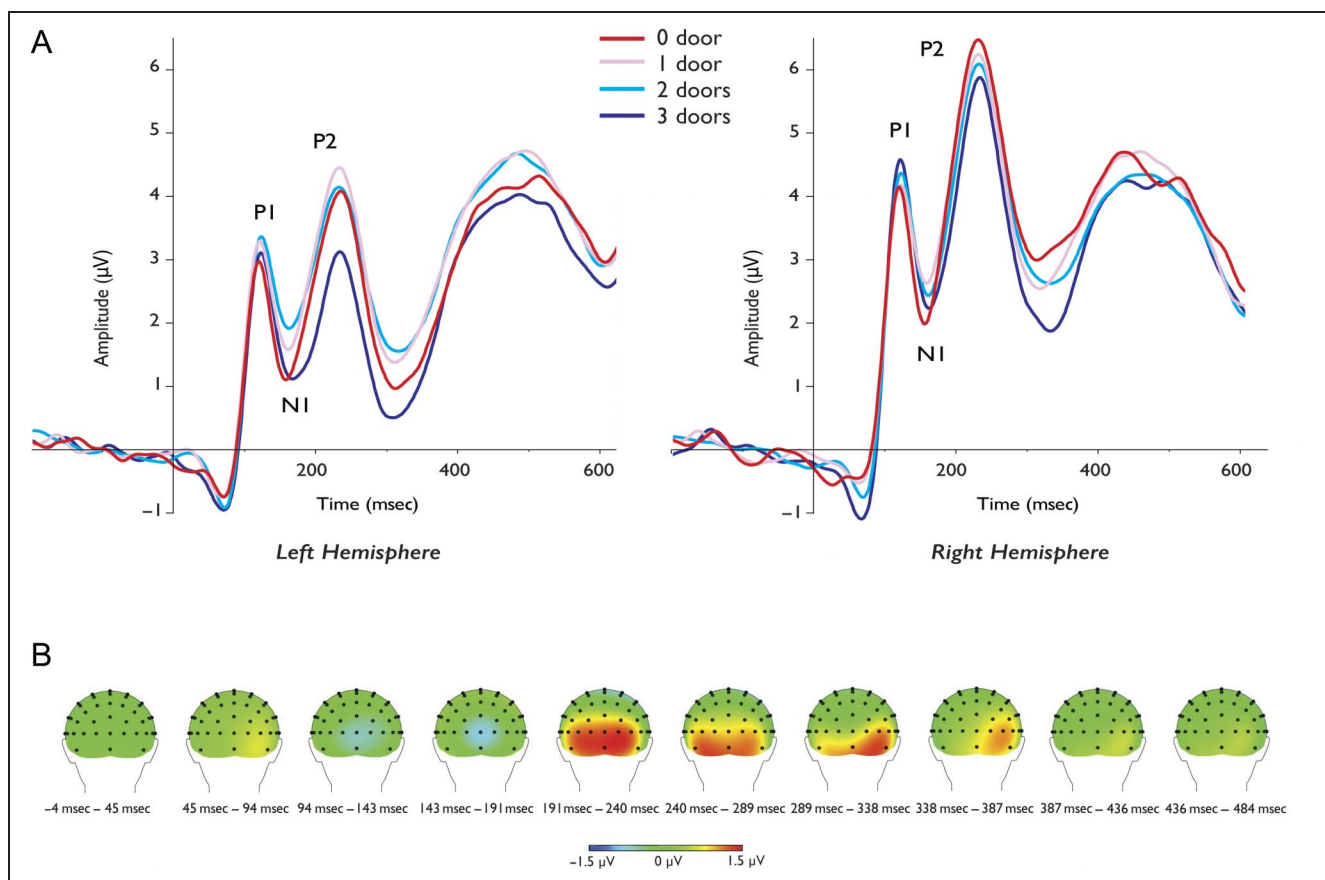 A
0 door
1 door
2 doors
3 doors
6
5
4
3
2
1
–1
Amplitude (µV)
P1
N1
P2
200
400
600
Time (msec)
Left Hemisphere
6
5
4
3
2
1
–1
Amplitude (µV)
P2
P1
N1
200
400
600
Time (msec)
Right Hemisphere
B
–4 msec – 45 msec
45 msec – 94 msec
94 msec – 143 msec
143 msec – 191 msec
191 msec – 240 msec
240 msec – 289 msec
289 msec – 338 msec
338 msec – 387 msec
387 msec – 436 msec
436 msec – 484 msec
–1.5 µV
0 µV
1.5 µV